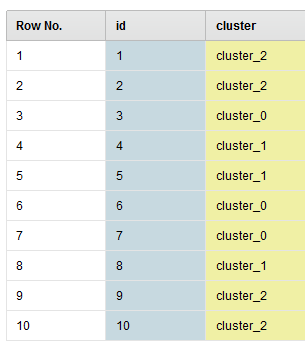 Row No. id cluster
1 1 cluster_2
2 2 cluster_2
3 3 cluster_0
4 4 cluster_1
5 5 cluster_1
6 6 cluster_0
7 7 cluster_0
8 8 cluster_1
9 9 cluster_2
10 10 cluster_2